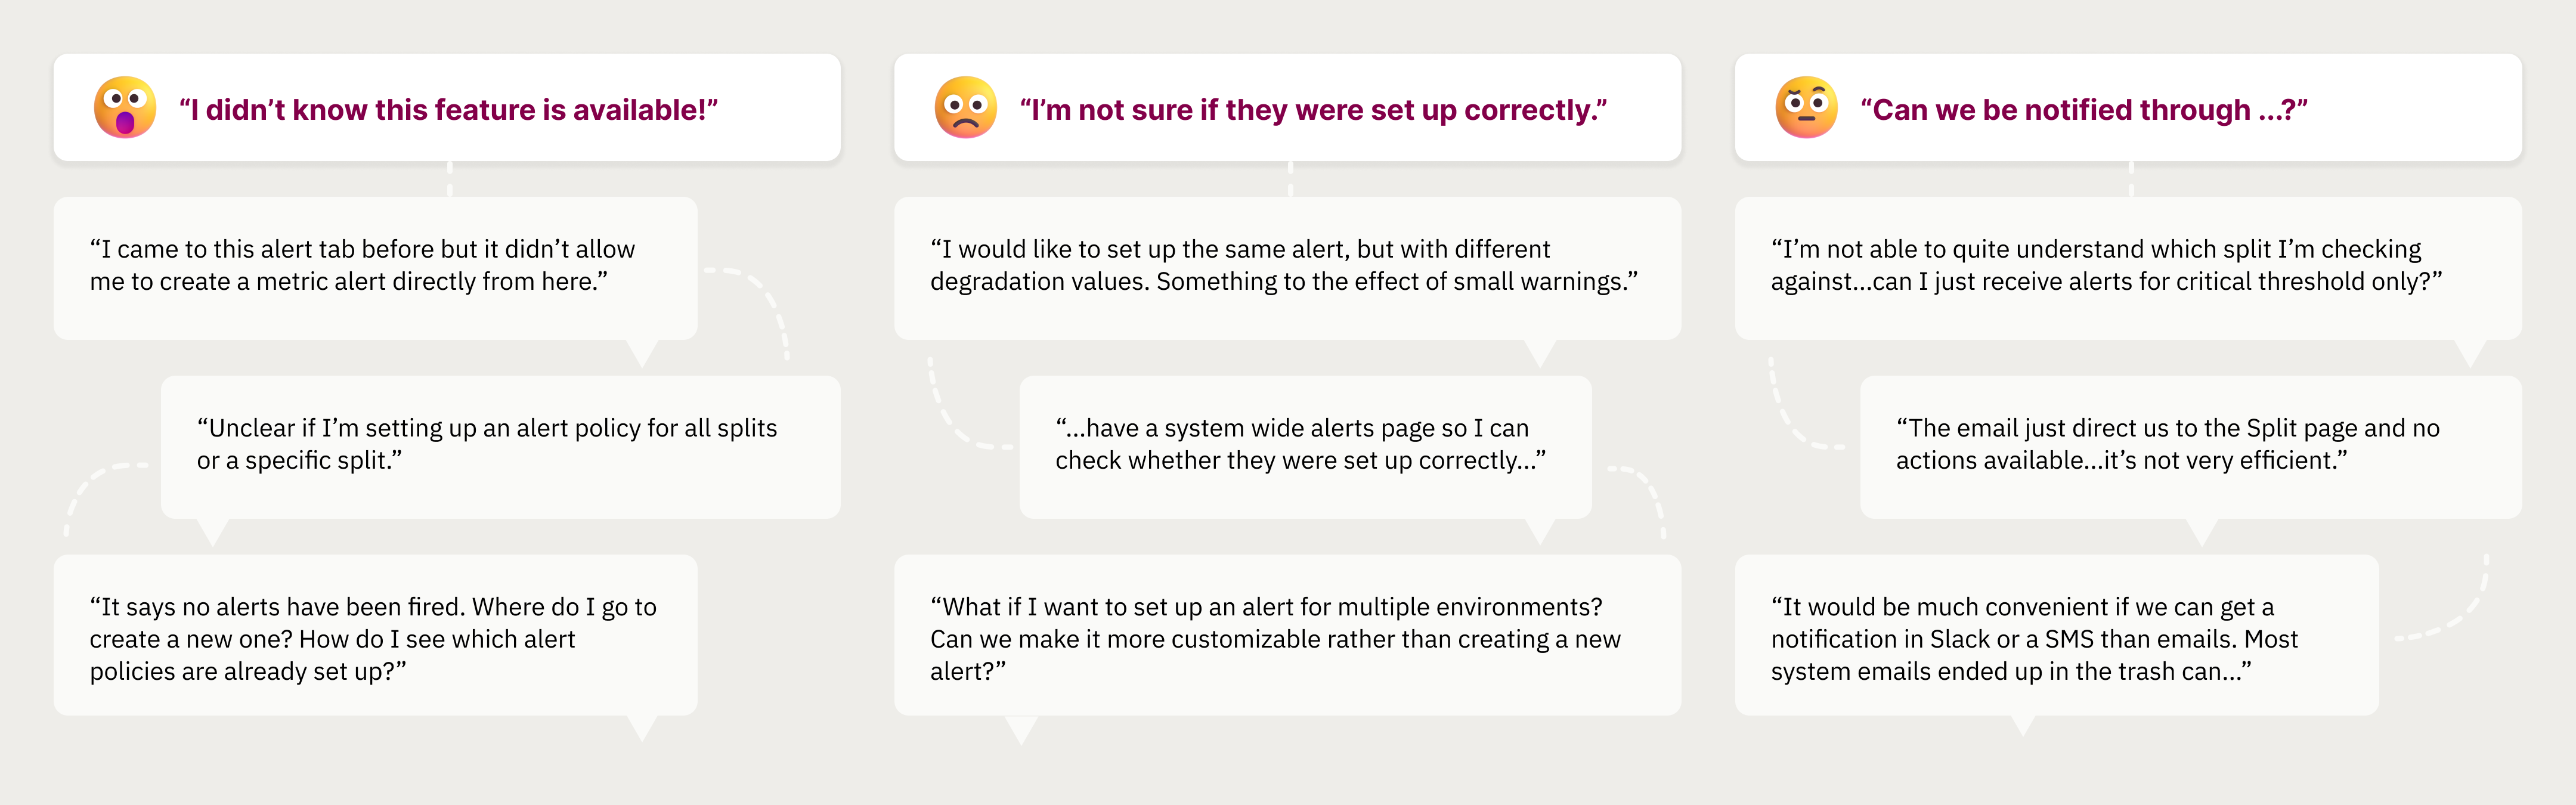 “I didn’t know this feature is available!”
“I came to this alert tab before but it didn’t allow
me to create a metric alert directly from here.”
“Unclear if I’m setting up an alert policy for all splits
or a specific split.”
“It says no alerts have been fired. Where do I go to
create a new one? How do I see which alert
policies are already set up?”
“I’m not sure if they were set up correctly.”
“I would like to set up the same alert, but with different
degradation values. Something to the effect of small warnings.”
“...have a system wide alerts page so I can
check whether they were set up correctly...”
“What if I want to set up an alert for multiple environments?
Can we make it more customizable rather than creating a new
alert?”
“Can we be notified through ...?”
“I’m not able to quite understand which split I’m checking
against...can I just receive alerts for critical threshold only?”
“The email just direct us to the Split page and no
actions available...it’s not very efficient.”
“It would be much convenient if we can get a
notification in Slack or a SMS than emails. Most
system emails ended up in the trash can...”